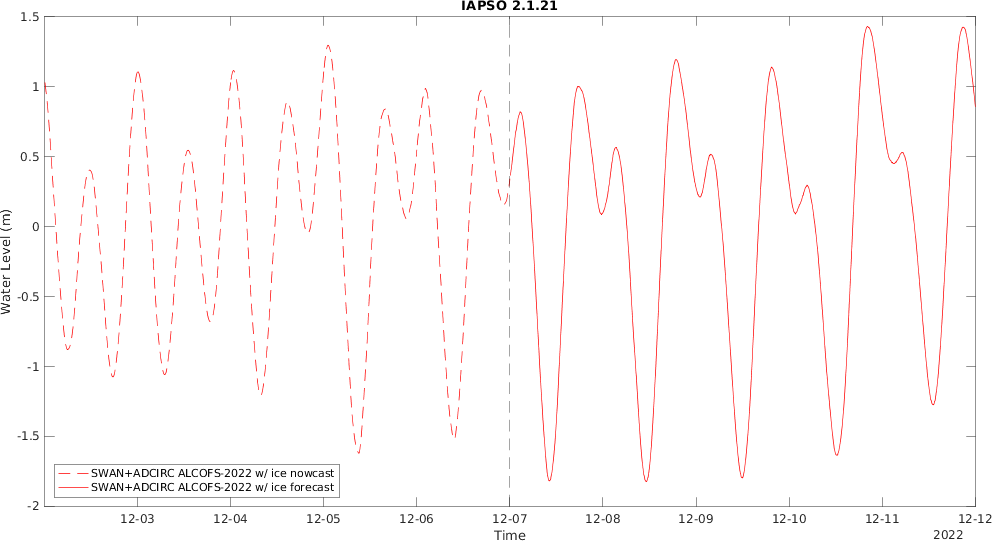 IAPSO 2.1.21
1.5
1
0.5
0
-0.5
-1
-1.5
-2
Water Level (m)
SWAN+ADCIRC ALCOFS-2022 w/ ice nowcast
SWAN+ADCIRC ALCOFS-2022 w/ ice forecast
12-03 12-04 12-05 12-06 12-07 12-08 12-09 12-10 12-11 12-12
Time
2022